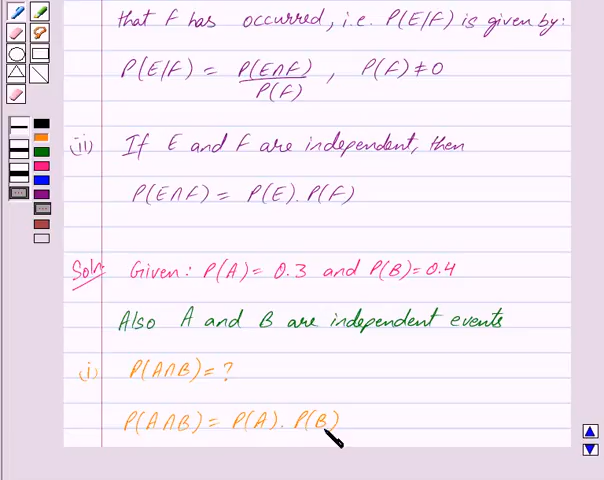 that F has occurred, i.e. P(E|F) is given by:
P(E|F) = P(E∩F) / P(F) , P(F) ≠ 0
(ii) If E and F are independent, then
P(E∩F) = P(E). P(F)
Soln: Given: P(A) = 0.3 and P(B) = 0.4
Also A and B are independent events
(i) P(A∩B) = ?
P(A∩B) = P(A). P(B)